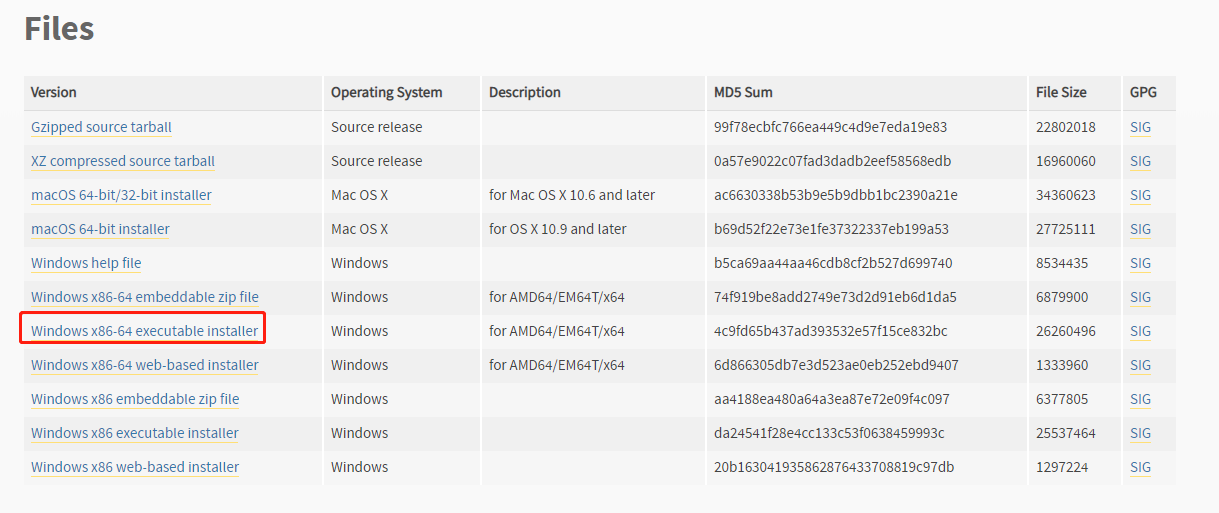 Files
Version Operating System Description MD5 Sum File Size GPG
Gzipped source tarball Source release 99f78ecbfc766ea449c4d9e7eda19e83 22802018 SIG
XZ compressed source tarball Source release 0a57e9022c07fad3dadb2eef58568edb 16960060 SIG
macOS 64-bit/32-bit installer Mac OS X for Mac OS X 10.6 and later ac6630338b53b9e5b9dbb1bc2390a21e 34360623 SIG
macOS 64-bit installer Mac OS X for OS X 10.9 and later b69d52f22e73e1fe37322337eb199a53 27725111 SIG
Windows help file Windows b5ca69aa44aa46cdb8cf2b527d699740 8534435 SIG
Windows x86-64 embeddable zip file Windows for AMD64/EM64T/x64 74f919be8add2749e73d2d91eb6d1da5 6879900 SIG
Windows x86-64 executable installer Windows for AMD64/EM64T/x64 4c9fd65b437ad393532e57f15ce832bc 26260496 SIG
Windows x86-64 web-based installer Windows for AMD64/EM64T/x64 6d866305db7e3d523ae0eb252ebd9407 1333960 SIG
Windows x86 embeddable zip file Windows aa4188ea480a64a3ea87e72e09f4c097 6377805 SIG
Windows x86 executable installer Windows da24541f28e4cc133c53f0638459993c 25537464 SIG
Windows x86 web-based installer Windows 20b163041935862876433708819c97db 1297224 SIG